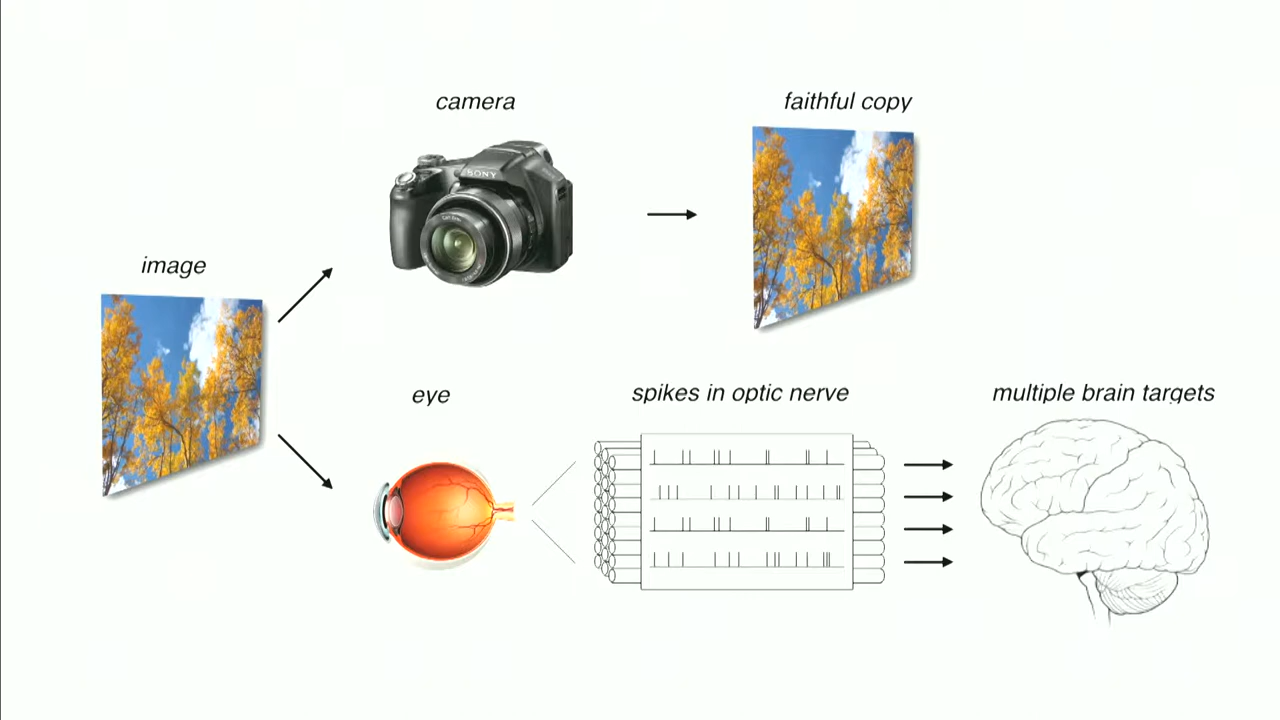 camera
faithful copy
SONY
image
eye
spikes in optic nerve
multiple brain targets